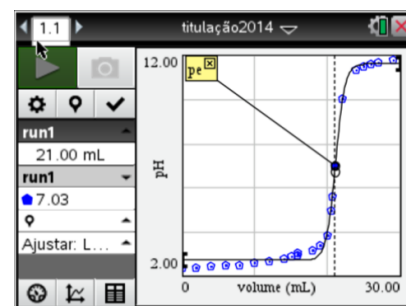 1.1 titulação2014
run1
21.00 mL
run1
7.03
Ajustar: L...
12.00
pe
pH
2.00
0 volume (mL) 30.00